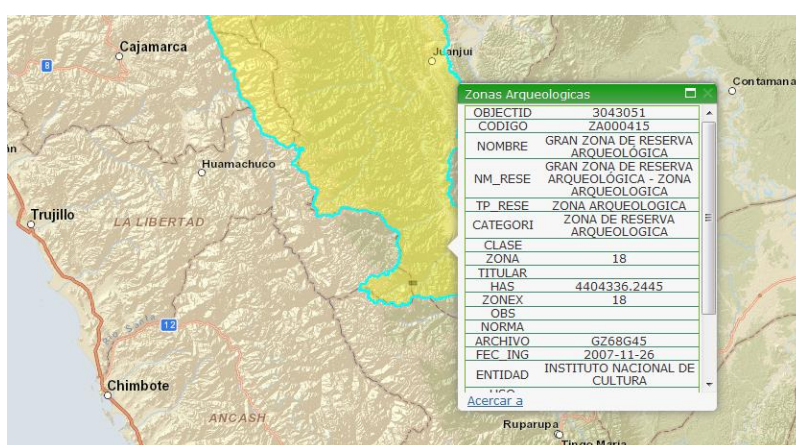 Cajamarca
Juanjuí
8
Contamana
Huamachuco
Trujillo
LA LIBERTAD
Río Santa
12
Chimbote
ANCASH
Ruparupa
Tingo Maria
Zonas Arqueologicas
OBJECTID 3043051
CODIGO ZA000415
NOMBRE GRAN ZONA DE RESERVA
ARQUEOLÓGICA
NM_RESE GRAN ZONA DE RESERVA
ARQUEOLÓGICA - ZONA
ARQUEOLOGICA
TP_RESE ZONA ARQUEOLOGICA
CATEGORI ZONA DE RESERVA
ARQUEOLOGICA
CLASE
ZONA 18
TITULAR
HAS 4404336.2445
ZONEX 18
OBS
NORMA
ARCHIVO GZ68G45
FEC_ING 2007-11-26
ENTIDAD INSTITUTO NACIONAL DE
CULTURA
Acercar a